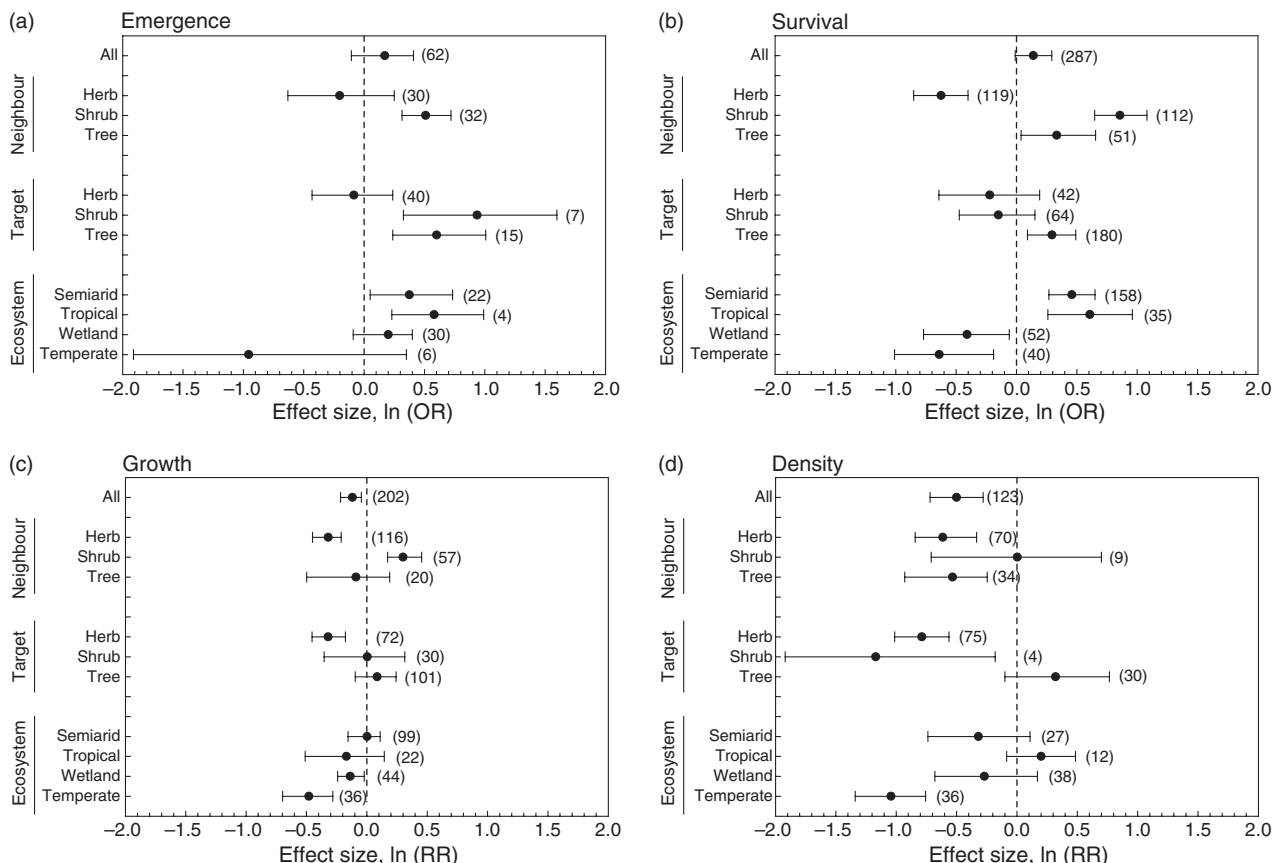 (a) Emergence
All (62)
Neighbour
Herb (30)
Shrub (32)
Tree
Target
Herb (40)
Shrub (7)
Tree (15)
Ecosystem
Semiarid (22)
Tropical (4)
Wetland (30)
Temperate (6)
−2.0 −1.5 −1.0 −0.5 0.0 0.5 1.0 1.5 2.0
Effect size, ln (OR)
(b) Survival
All (287)
Neighbour
Herb (119)
Shrub (112)
Tree (51)
Target
Herb (42)
Shrub (64)
Tree (180)
Ecosystem
Semiarid (158)
Tropical (35)
Wetland (52)
Temperate (40)
−2.0 −1.5 −1.0 −0.5 0.0 0.5 1.0 1.5 2.0
Effect size, ln (OR)
(c) Growth
All (202)
Neighbour
Herb (116)
Shrub (57)
Tree (20)
Target
Herb (72)
Shrub (30)
Tree (101)
Ecosystem
Semiarid (99)
Tropical (22)
Wetland (44)
Temperate (36)
−2.0 −1.5 −1.0 −0.5 0.0 0.5 1.0 1.5 2.0
Effect size, ln (RR)
(d) Density
All (123)
Neighbour
Herb (70)
Shrub (9)
Tree (34)
Target
Herb (75)
Shrub (4)
Tree (30)
Ecosystem
Semiarid (27)
Tropical (12)
Wetland (38)
Temperate (36)
−2.0 −1.5 −1.0 −0.5 0.0 0.5 1.0 1.5 2.0
Effect size, ln (RR)